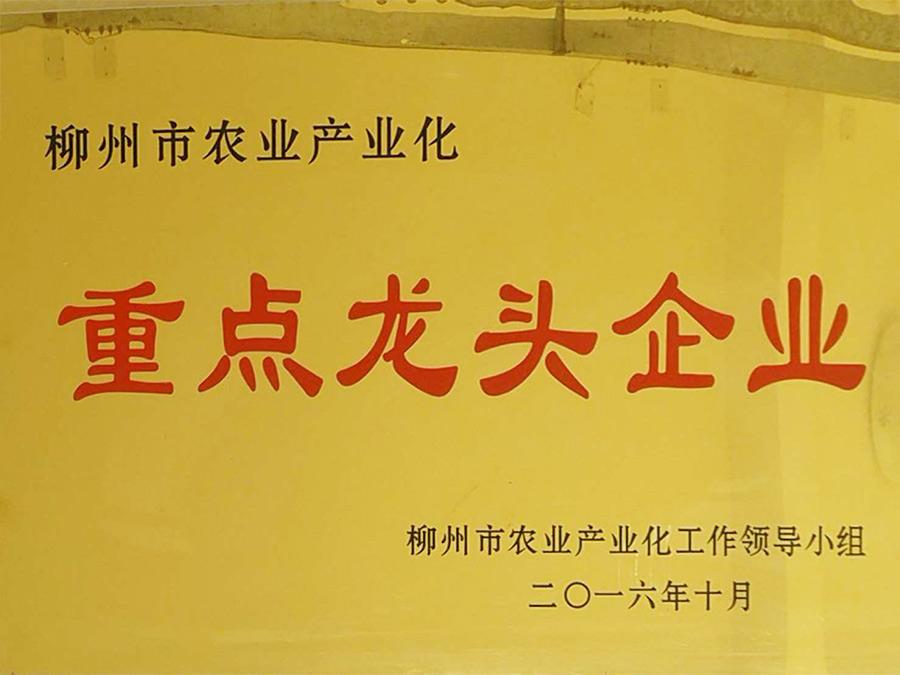 柳州市农业产业化
重点龙头企业
柳州市农业产业化工作领导小组
二〇一六年十月